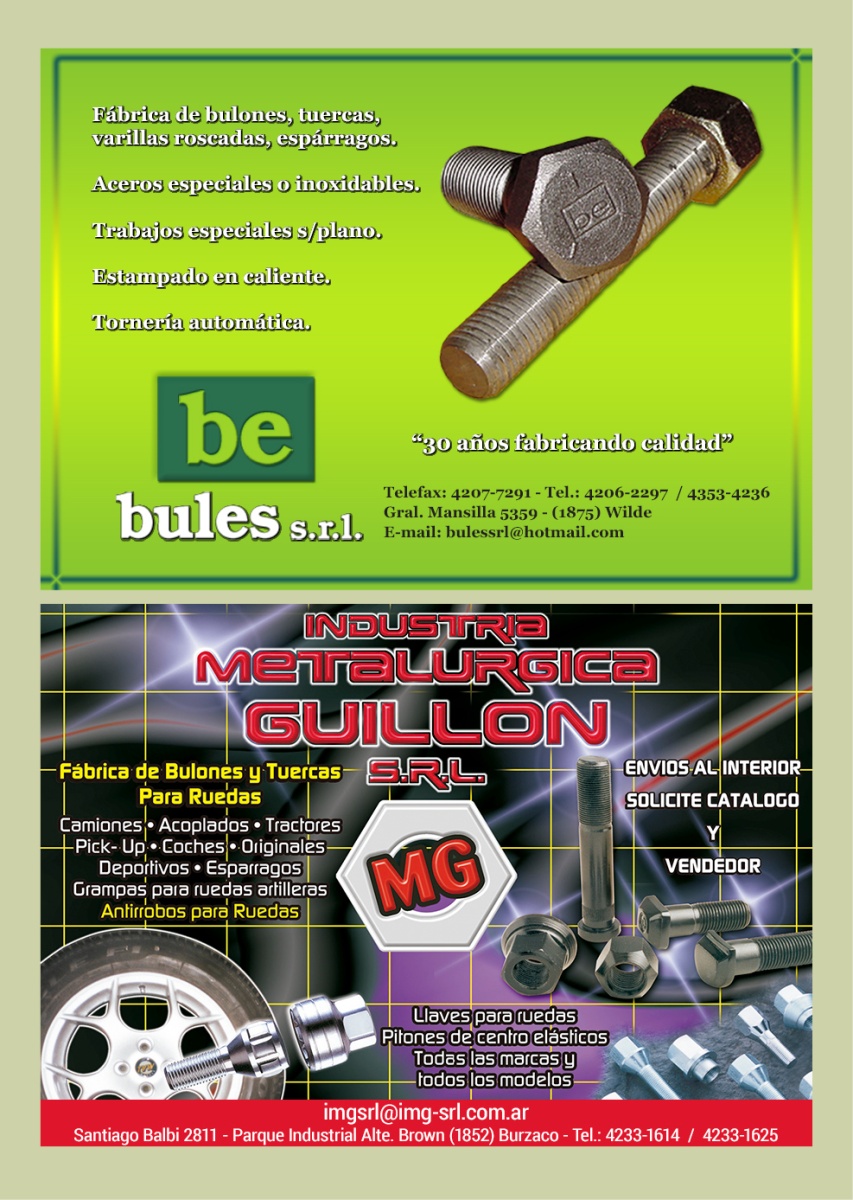 Fábrica de bulones, tuercas,
varillas roscadas, espárragos.
Aceros especiales o inoxidables.
Trabajos especiales s/plano.
Estampado en caliente.
Tornería automática.
be
be
bules s.r.l.
“30 años fabricando calidad”
Telefax: 4207-7291 - Tel.: 4206-2297 / 4353-4236
Gral. Mansilla 5359 - (1875) Wilde
E-mail: bulessrl@hotmail.com
INDUSTRIA
METALURGICA
GUILLON
S.R.L.
Fábrica de Bulones y Tuercas
Para Ruedas
Camiones • Acoplados • Tractores
Pick- Up • Coches • Originales
Deportivos • Esparragos
Grampas para ruedas artilleras
Antirrobos para Ruedas
MG
ENVIOS AL INTERIOR
SOLICITE CATALOGO
Y
VENDEDOR
Llaves para ruedas
Pitones de centro elásticos
Todas las marcas y
todos los modelos
imgsrl@img-srl.com.ar
Santiago Balbi 2811 - Parque Industrial Alte. Brown (1852) Burzaco - Tel.: 4233-1614 / 4233-1625